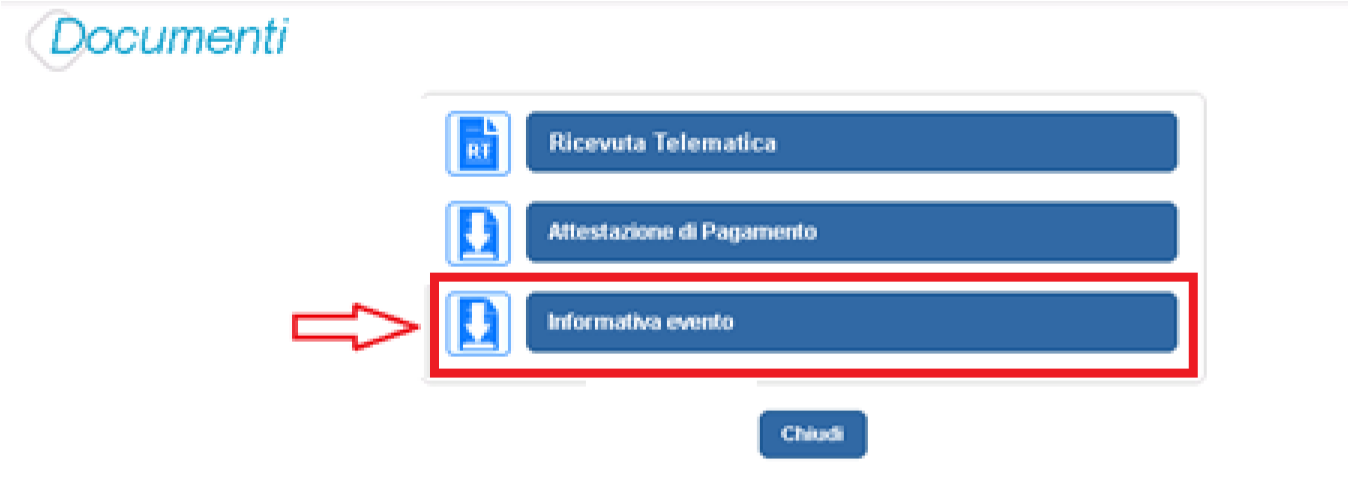 Documenti
RT
Ricevuta Telematica
Attestazione di Pagamento
Informativa evento
Chiudi